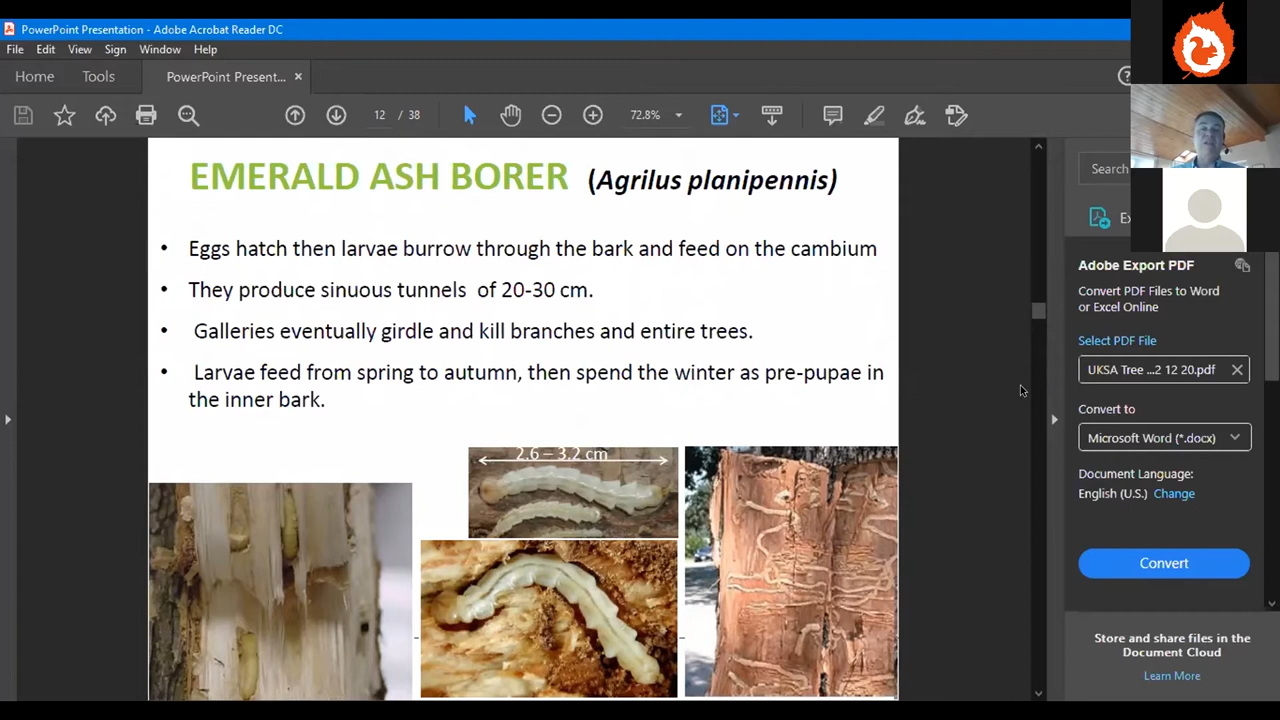 PowerPoint Presentation - Adobe Acrobat Reader DC
File Edit View Window Sign Help
Home Tools PowerPoint Present... ×
12 / 38 72.8%
EMERALD ASH BORER (Agrilus planipennis)
• Eggs hatch then larvae burrow through the bark and feed on the cambium
• They produce sinuous tunnels of 20-30 cm.
• Galleries eventually girdle and kill branches and entire trees.
• Larvae feed from spring to autumn, then spend the winter as pre-pupae in
the inner bark.
2.6 – 3.2 cm
Search
Ex
Adobe Export PDF
Convert PDF Files to Word
or Excel Online
Select PDF File
UKSA Tree ...2 12 20.pdf
Convert to
Microsoft Word (*.docx)
Document Language:
English (U.S.) Change
Convert
Store and share files in the
Document Cloud
Learn More